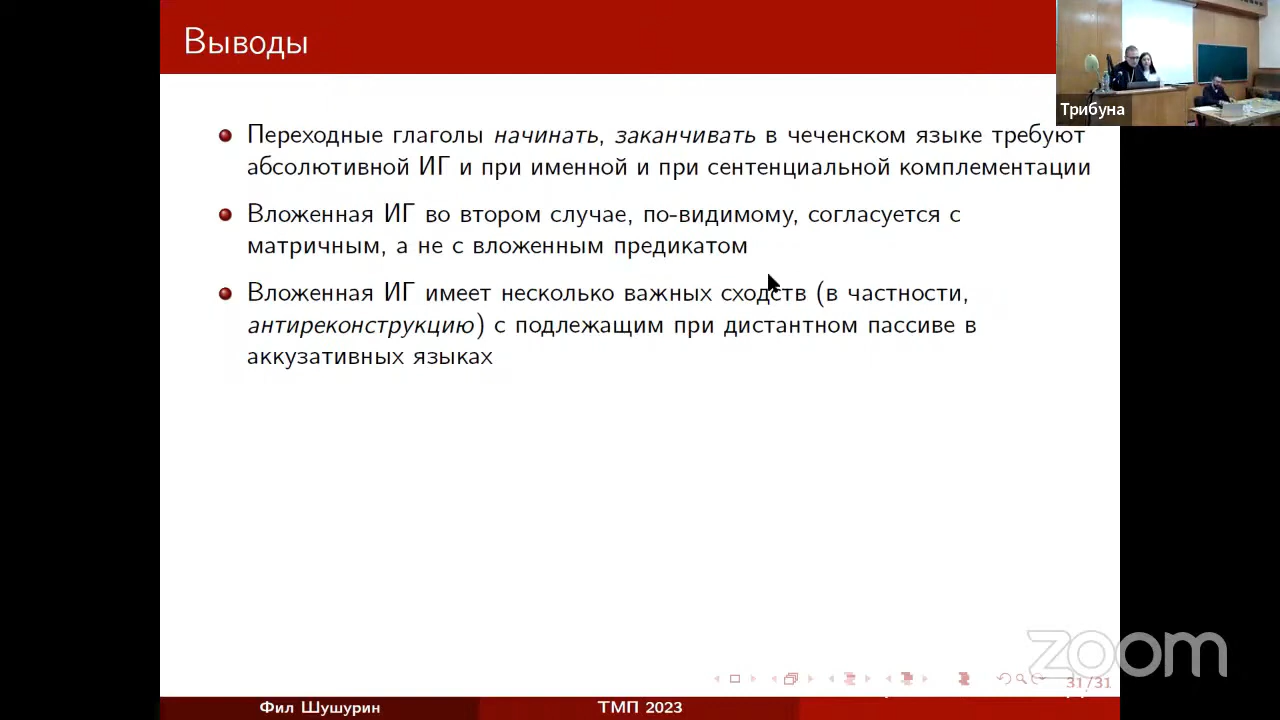 Выводы
Трибуна
Переходные глаголы начинать, заканчивать в чеченском языке требуют
абсолютивной ИГ и при именной и при сентенциальной комплементации
Вложенная ИГ во втором случае, по-видимому, согласуется с
матричным, а не с вложенным предикатом
Вложенная ИГ имеет несколько важных сходств (в частности,
антиреконструкцию) с подлежащим при дистантном пассиве в
аккузативных языках
zoom
31/31
Фил Шушурин
ТМП 2023